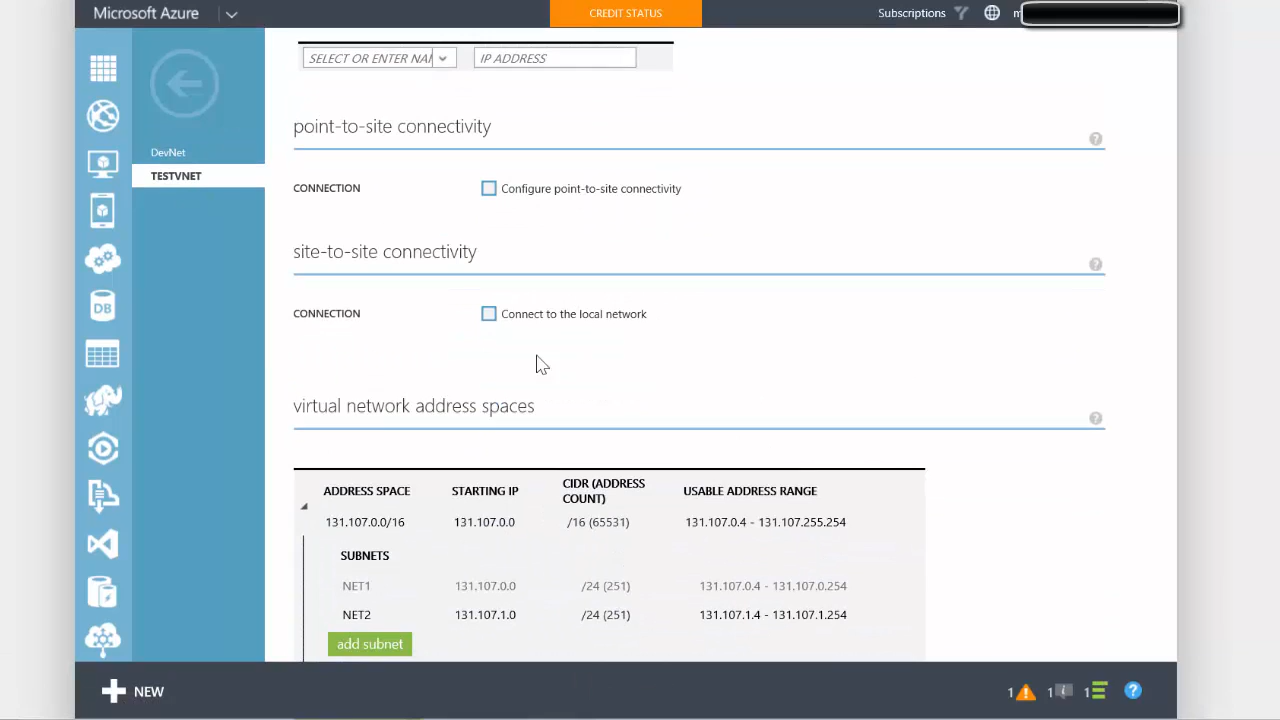 Microsoft Azure
CREDIT STATUS
Subscriptions
m
SELECT OR ENTER NAM
IP ADDRESS
point-to-site connectivity
?
DevNet
TESTVNET
CONNECTION
Configure point-to-site connectivity
site-to-site connectivity
?
CONNECTION
Connect to the local network
virtual network address spaces
?
ADDRESS SPACE STARTING IP CIDR (ADDRESS COUNT) USABLE ADDRESS RANGE
131.107.0.0/16 131.107.0.0 /16 (65531) 131.107.0.4 - 131.107.255.254
SUBNETS
NET1 131.107.0.0 /24 (251) 131.107.0.4 - 131.107.0.254
NET2 131.107.1.0 /24 (251) 131.107.1.4 - 131.107.1.254
add subnet
DB
NEW
1
1
1
?